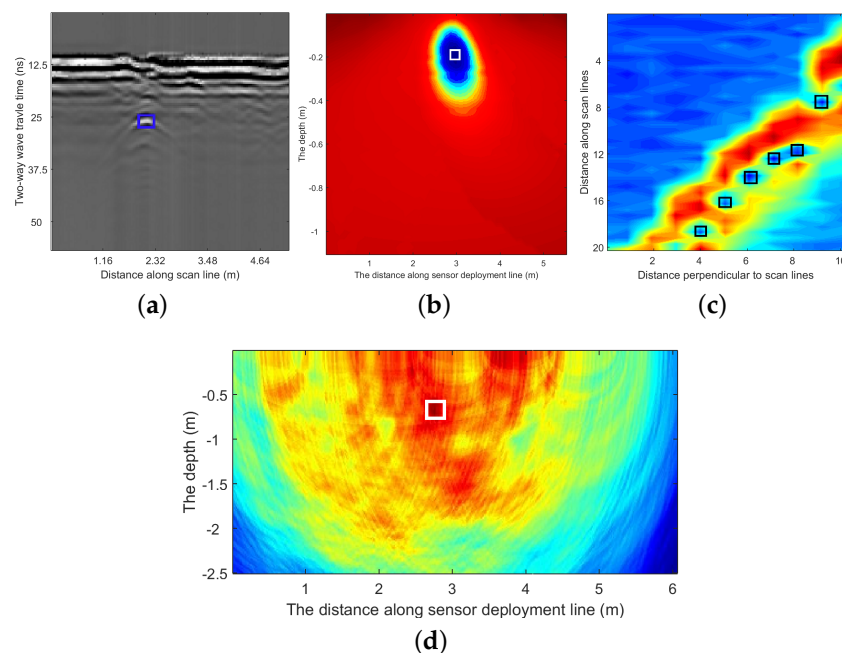 Two-way wave travle time (ns)
12.5
25
37.5
50
1.16 2.32 3.48 4.64
Distance along scan line (m)
(a)
The depth (m)
-0.2
-0.4
-0.6
-0.8
-1
1 2 3 4 5
The distance along sensor deployment line (m)
(b)
Distance along scan lines
4
8
12
16
20
2 4 6 8 10
Distance perpendicular to scan lines
(c)
The depth (m)
-0.5
-1
-1.5
-2
-2.5
1 2 3 4 5 6
The distance along sensor deployment line (m)
(d)